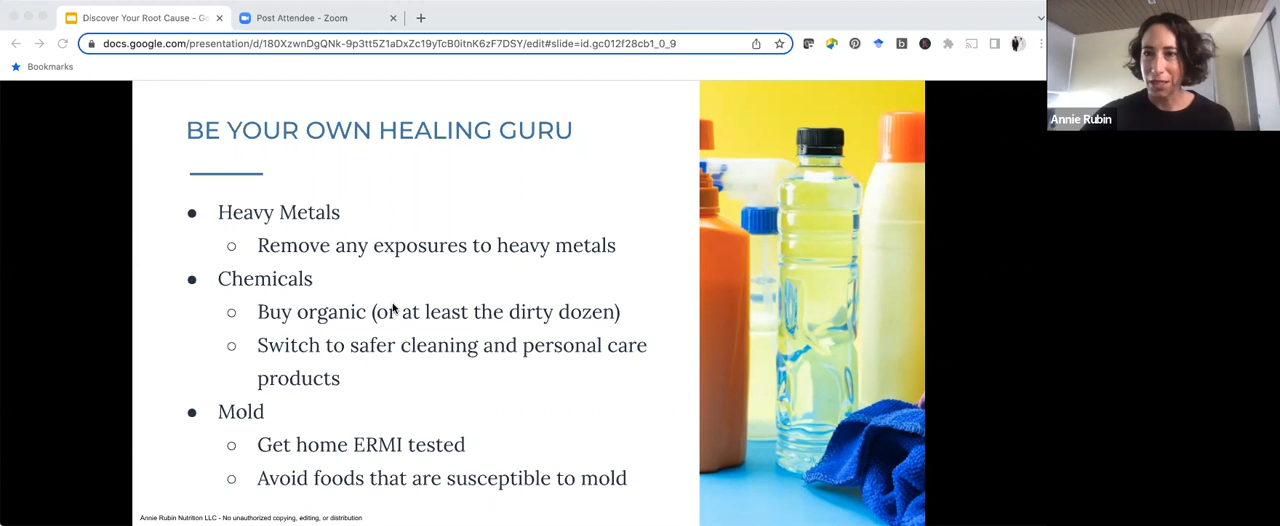 Discover Your Root Cause - Go
Post Attendee - Zoom
docs.google.com/presentation/d/180XzwnDgQNk-9p3tt5Z1aDxZc19yTcB0itnK6zF7DSY/edit#slide=id.gc012f28cb1_0_9
Bookmarks
Annie Rubin
BE YOUR OWN HEALING GURU
● Heavy Metals
○ Remove any exposures to heavy metals
● Chemicals
○ Buy organic (or at least the dirty dozen)
○ Switch to safer cleaning and personal care
products
● Mold
○ Get home ERMI tested
○ Avoid foods that are susceptible to mold
Annie Rubin Nutrition LLC - No unauthorized copying, editing, or distribution